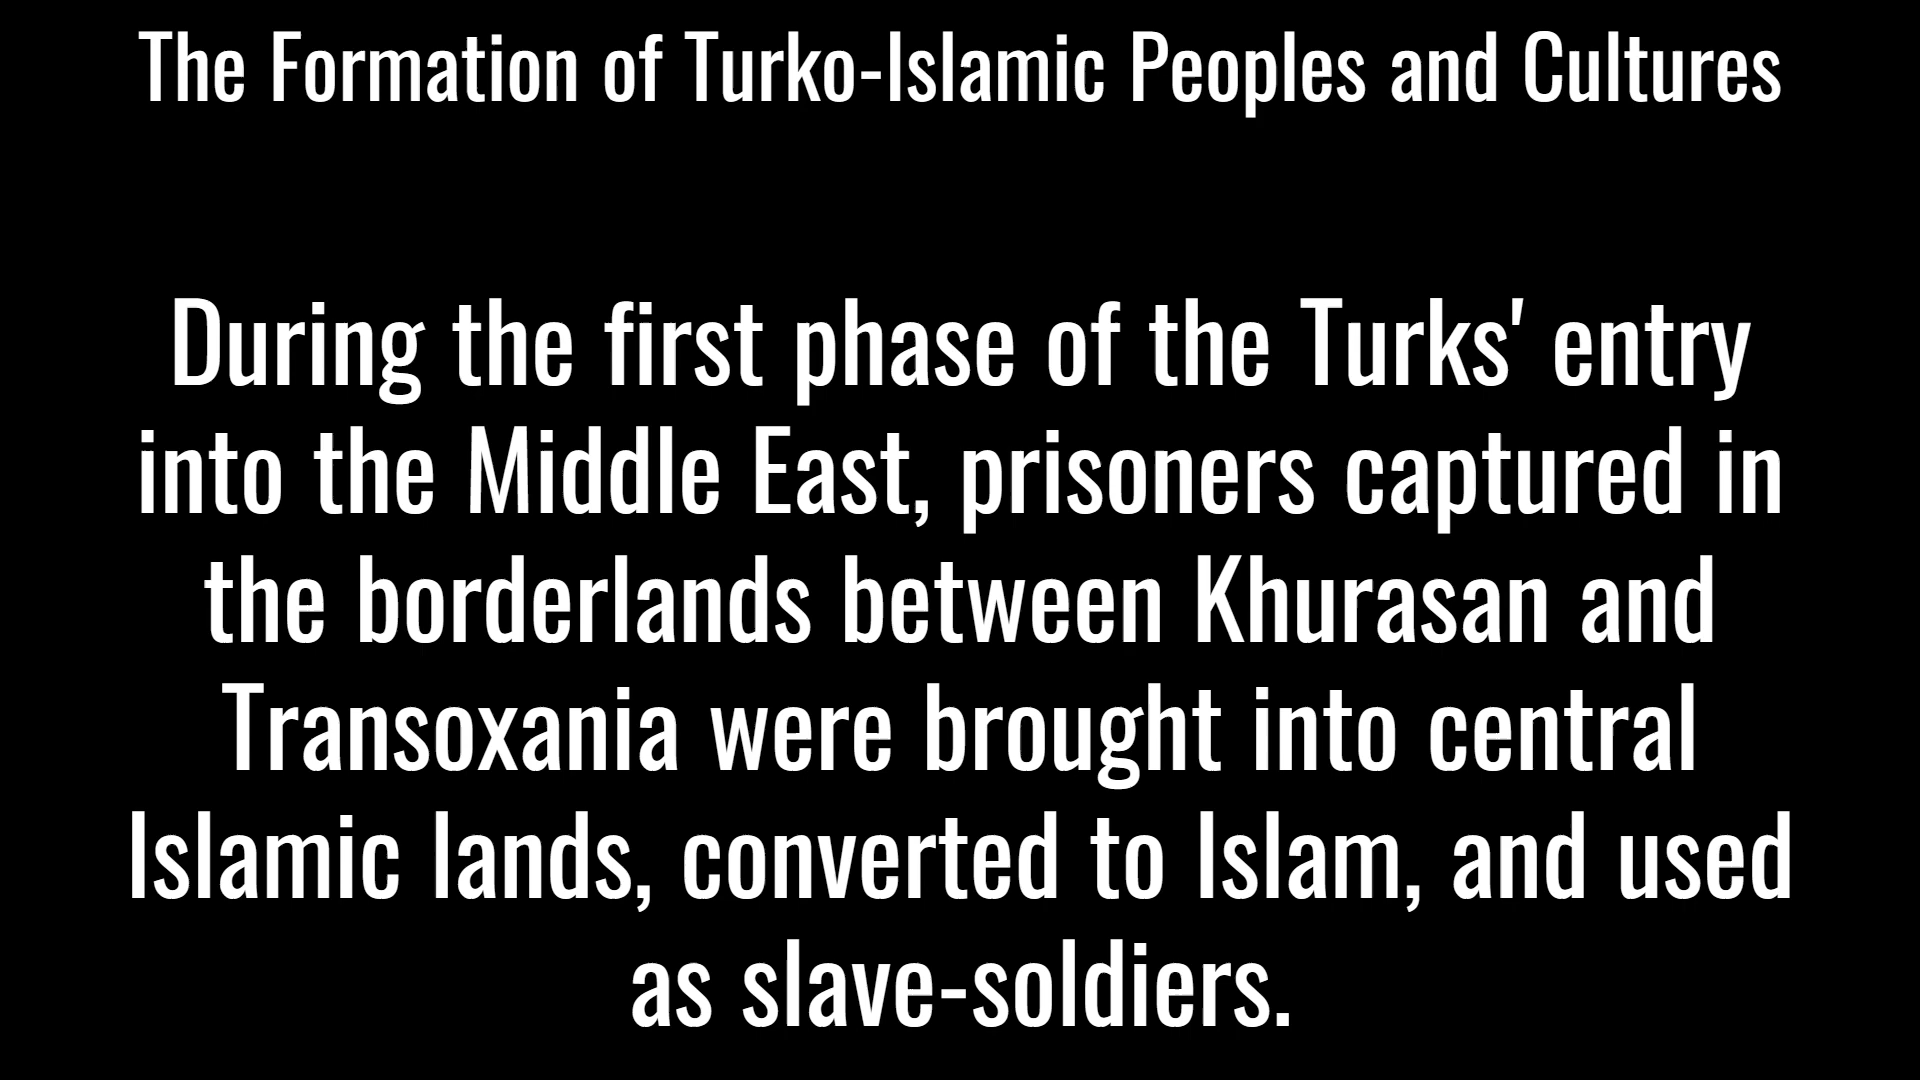 The Formation of Turko-Islamic Peoples and Cultures
During the first phase of the Turks' entry
into the Middle East, prisoners captured in
the borderlands between Khurasan and
Transoxania were brought into central
Islamic lands, converted to Islam, and used
as slave-soldiers.